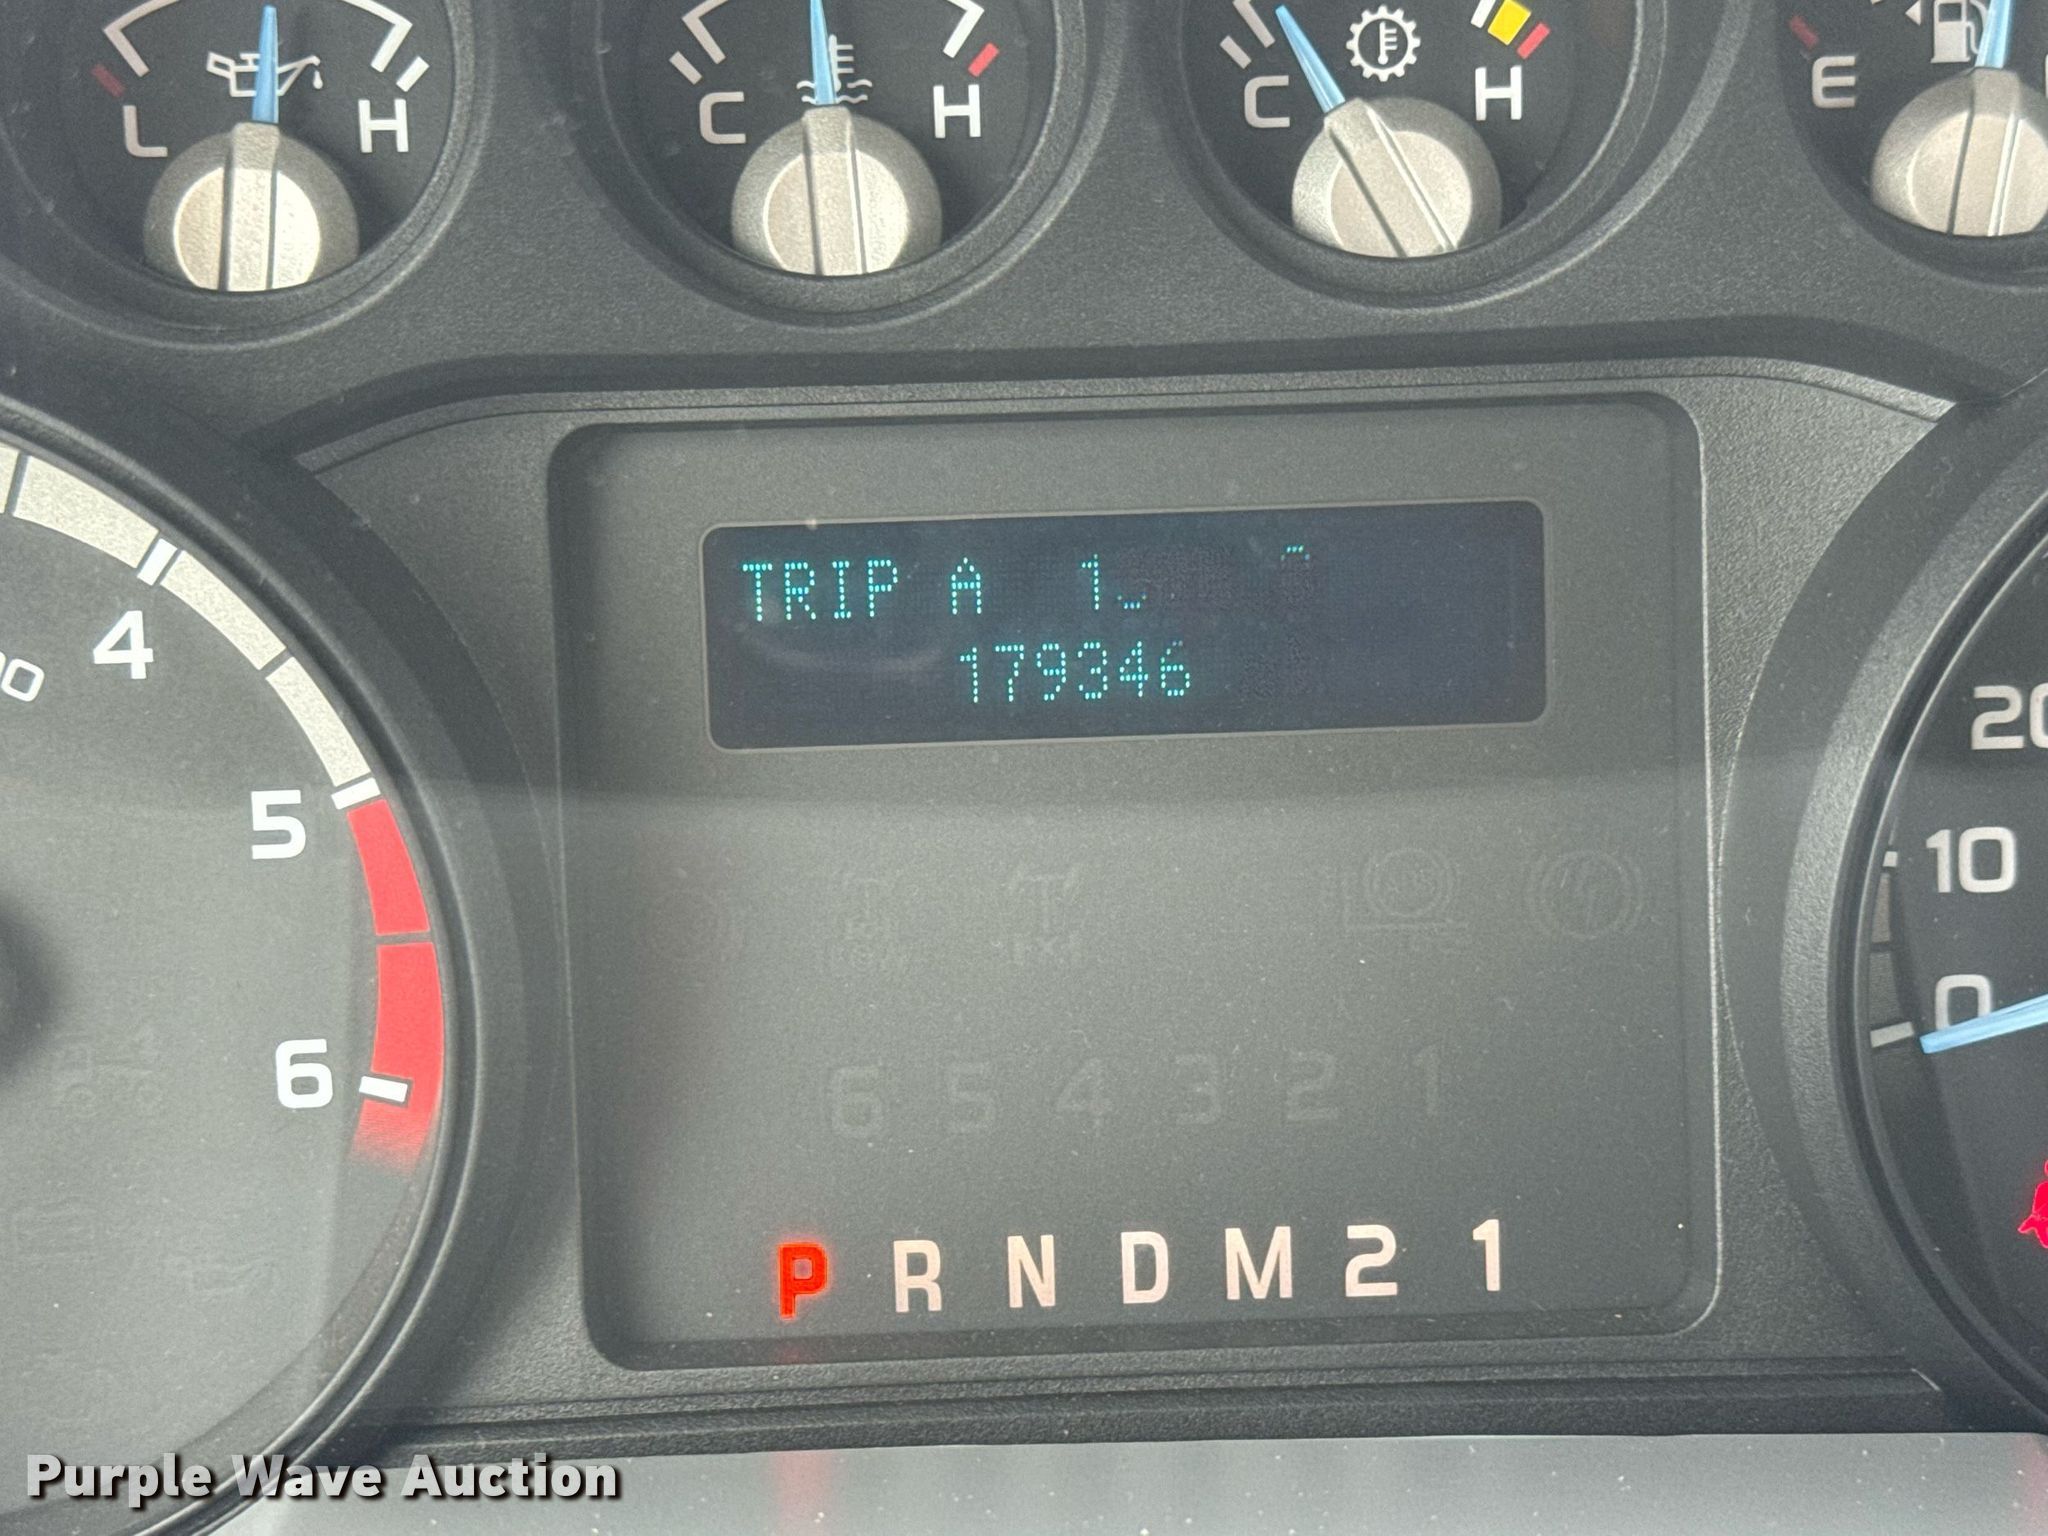 L H
C H
C H
E
TRIP A 1
179346
4
5
6
20
10
0
6 5 4 3 2 1
P R N D M 2 1
Purple Wave Auction